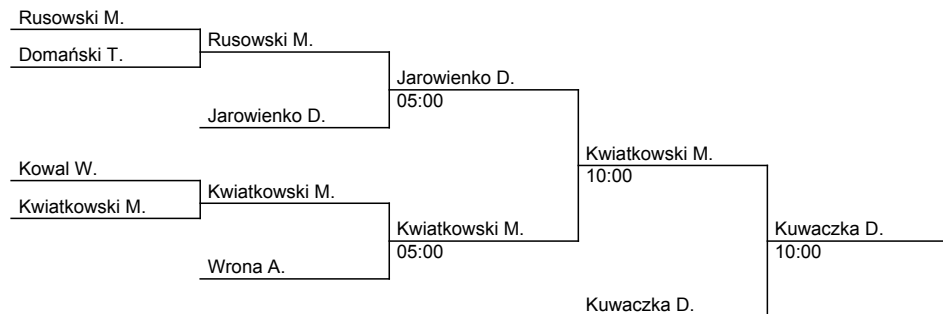 Rusowski M.
Domański T.
Rusowski M.
Jarowienko D.
Jarowienko D.
05:00
Kowal W.
Kwiatkowski M.
Kwiatkowski M.
Wrona A.
Kwiatkowski M.
05:00
Kwiatkowski M.
10:00
Kuwaczka D.
Kuwaczka D.
10:00